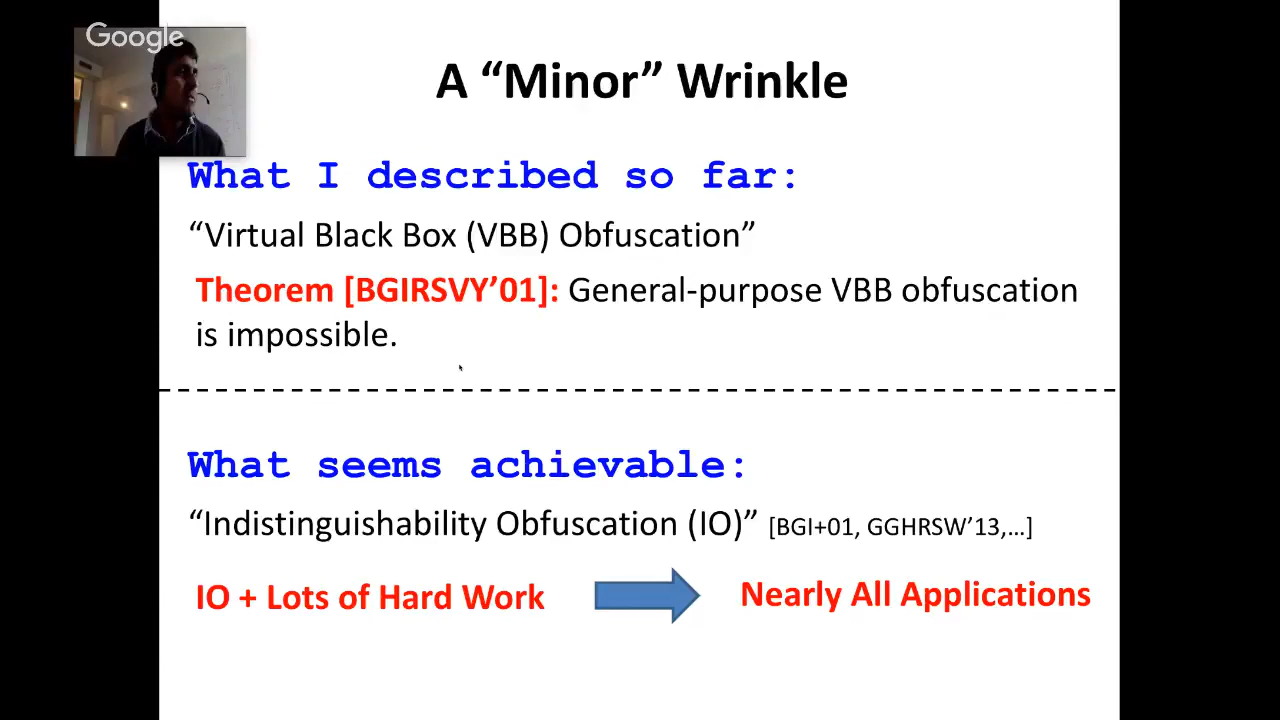 Google
A “Minor” Wrinkle
What I described so far:
“Virtual Black Box (VBB) Obfuscation”
Theorem [BGIRSVY’01]: General-purpose VBB obfuscation
is impossible.
What seems achievable:
“Indistinguishability Obfuscation (IO)” [BGI+01, GGHRSW’13,...]
IO + Lots of Hard Work
Nearly All Applications